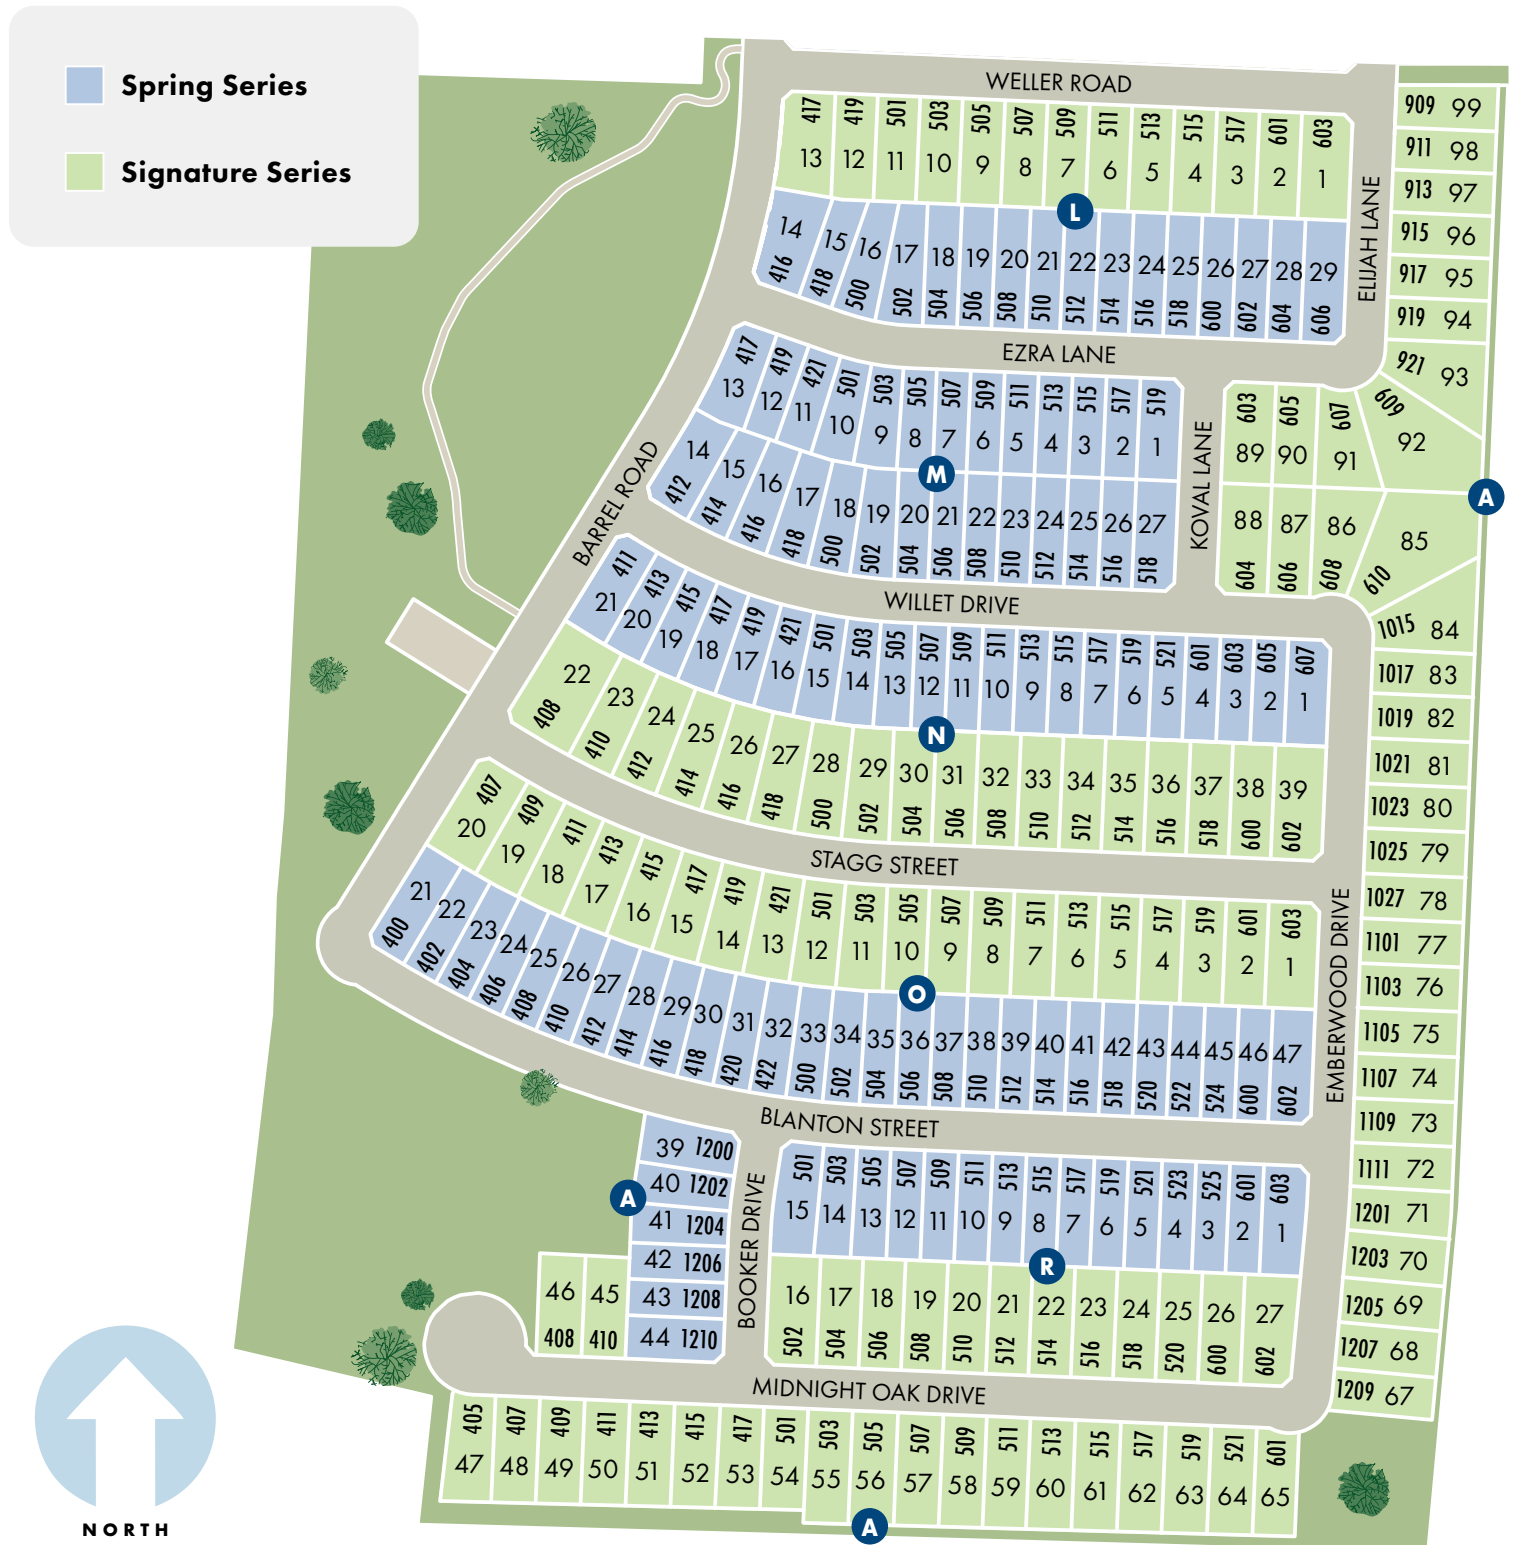 Spring Series
Signature Series
WELLER ROAD
417 419 501 503 505 507 509 511 513 515 517 601 603
13 12 11 10 9 8 7 6 5 4 3 2 1
L
14 15 16 17 18 19 20 21 22 23 24 25 26 27 28 29
416 418 500 502 504 506 508 510 512 514 516 518 600 602 604 606
ELIJAH LANE
909 99
911 98
913 97
915 96
917 95
919 94
921 93
EZRA LANE
417 419 421 501 503 505 507 509 511 513 515 517 519
13 12 11 10 9 8 7 6 5 4 3 2 1
M
14 15 16 17 18 19 20 21 22 23 24 25 26 27
412 414 416 418 500 502 504 506 508 510 512 514 516 518
KOVAL LANE
603 605 607 609
89 90 91 92
A
88 87 86 85
604 606 608 610
BARREL ROAD
WILLET DRIVE
411 413 415 417 419 421 501 503 505 507 509 511 513 515 517 519 521 601 603 605 607
21 20 19 18 17 16 15 14 13 12 11 10 9 8 7 6 5 4 3 2 1
N
22 23 24 25 26 27 28 29 30 31 32 33 34 35 36 37 38 39
408 410 412 414 416 418 500 502 504 506 508 510 512 514 516 518 600 602
1015 84
1017 83
1019 82
1021 81
1023 80
1025 79
1027 78
1101 77
1103 76
1105 75
1107 74
1109 73
1111 72
1201 71
1203 70
1205 69
1207 68
1209 67
STAGG STREET
407 409 411 413 415 417 419 421 501 503 505 507 509 511 513 515 517 519 601 603
20 19 18 17 16 15 14 13 12 11 10 9 8 7 6 5 4 3 2 1
O
21 22 23 24 25 26 27 28 29 30 31 32 33 34 35 36 37 38 39 40 41 42 43 44 45 46 47
400 402 404 406 408 410 412 414 416 418 420 422 500 502 504 506 508 510 512 514 516 518 520 522 524 600 602
EMBERWOOD DRIVE
BLANTON STREET
39 1200
40 1202
A
41 1204
42 1206
43 1208
44 1210
46 45
408 410
BOOKER DRIVE
501 503 505 507 509 511 513 515 517 519 521 523 525 601 603
15 14 13 12 11 10 9 8 7 6 5 4 3 2 1
R
16 17 18 19 20 21 22 23 24 25 26 27
502 504 506 508 510 512 514 516 518 520 600 602
MIDNIGHT OAK DRIVE
405 407 409 411 413 415 417 501 503 505 507 509 511 513 515 517 519 521 601
47 48 49 50 51 52 53 54 55 56 57 58 59 60 61 62 63 64 65
A
NORTH